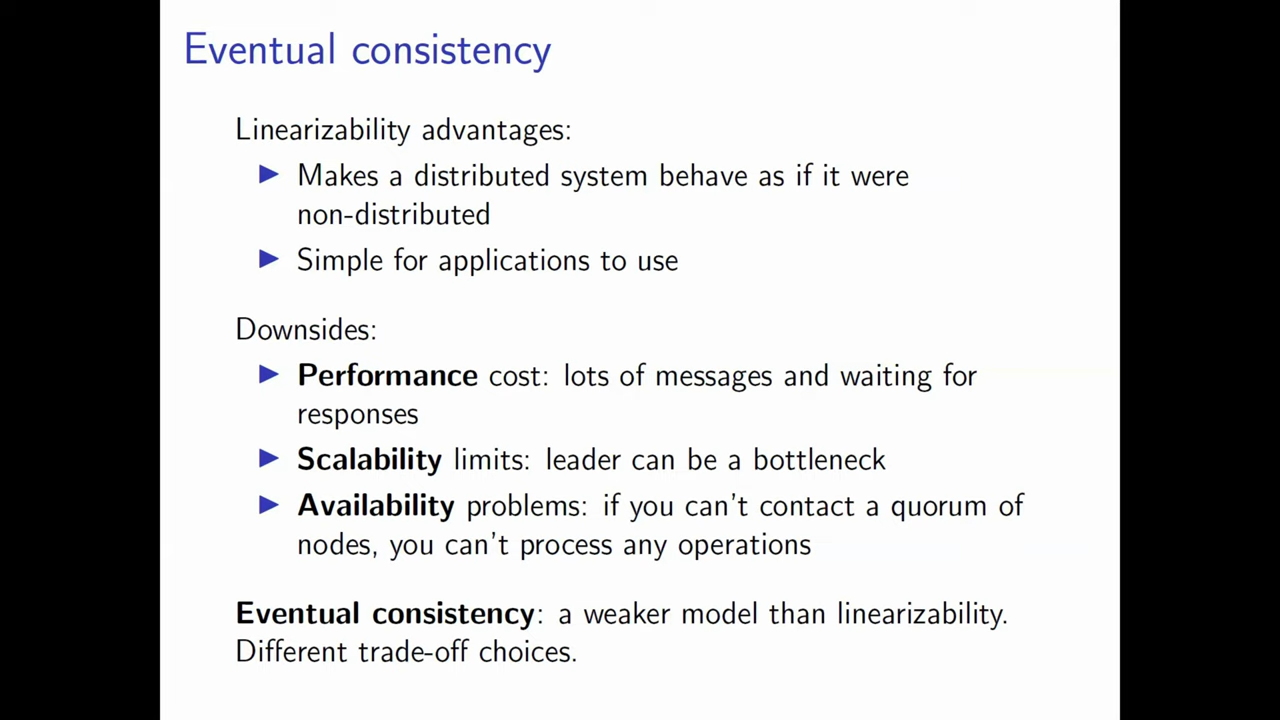 Eventual consistency
Linearizability advantages:
▶ Makes a distributed system behave as if it were
non-distributed
▶ Simple for applications to use
Downsides:
▶ Performance cost: lots of messages and waiting for
responses
▶ Scalability limits: leader can be a bottleneck
▶ Availability problems: if you can't contact a quorum of
nodes, you can't process any operations
Eventual consistency: a weaker model than linearizability.
Different trade-off choices.